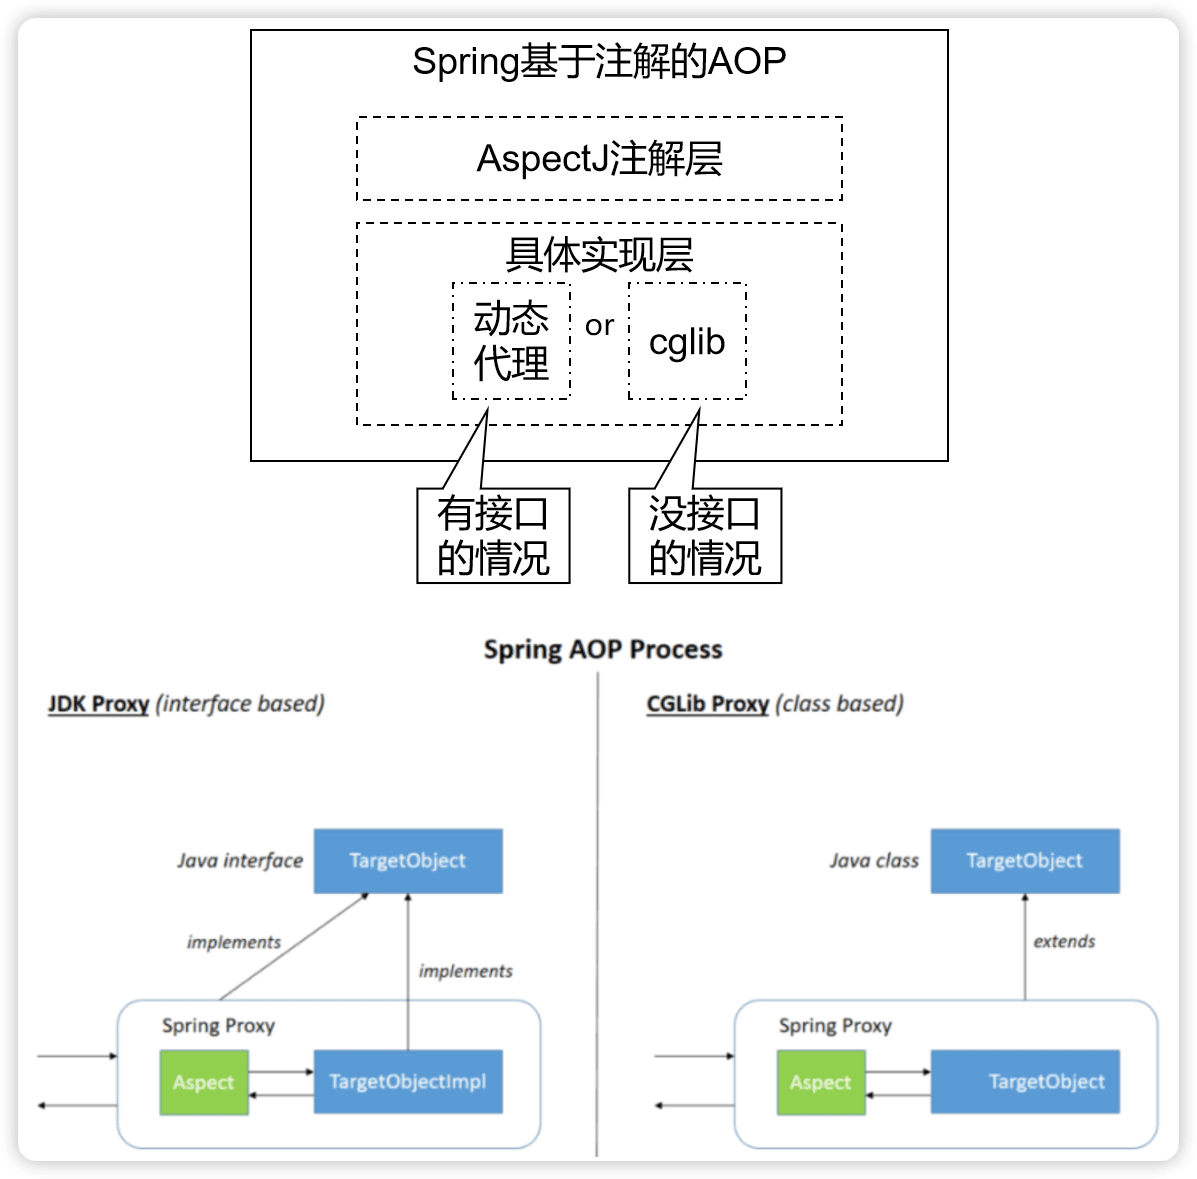 Spring基于注解的AOP
AspectJ注解层
具体实现层
动态
代理
or
cglib
有接口
的情况
没接口
的情况
Spring AOP Process
JDK Proxy (interface based)
Java interface
TargetObject
implements
implements
Spring Proxy
Aspect
TargetObjectImpl
CGLib Proxy (class based)
Java class
TargetObject
extends
Spring Proxy
Aspect
TargetObject